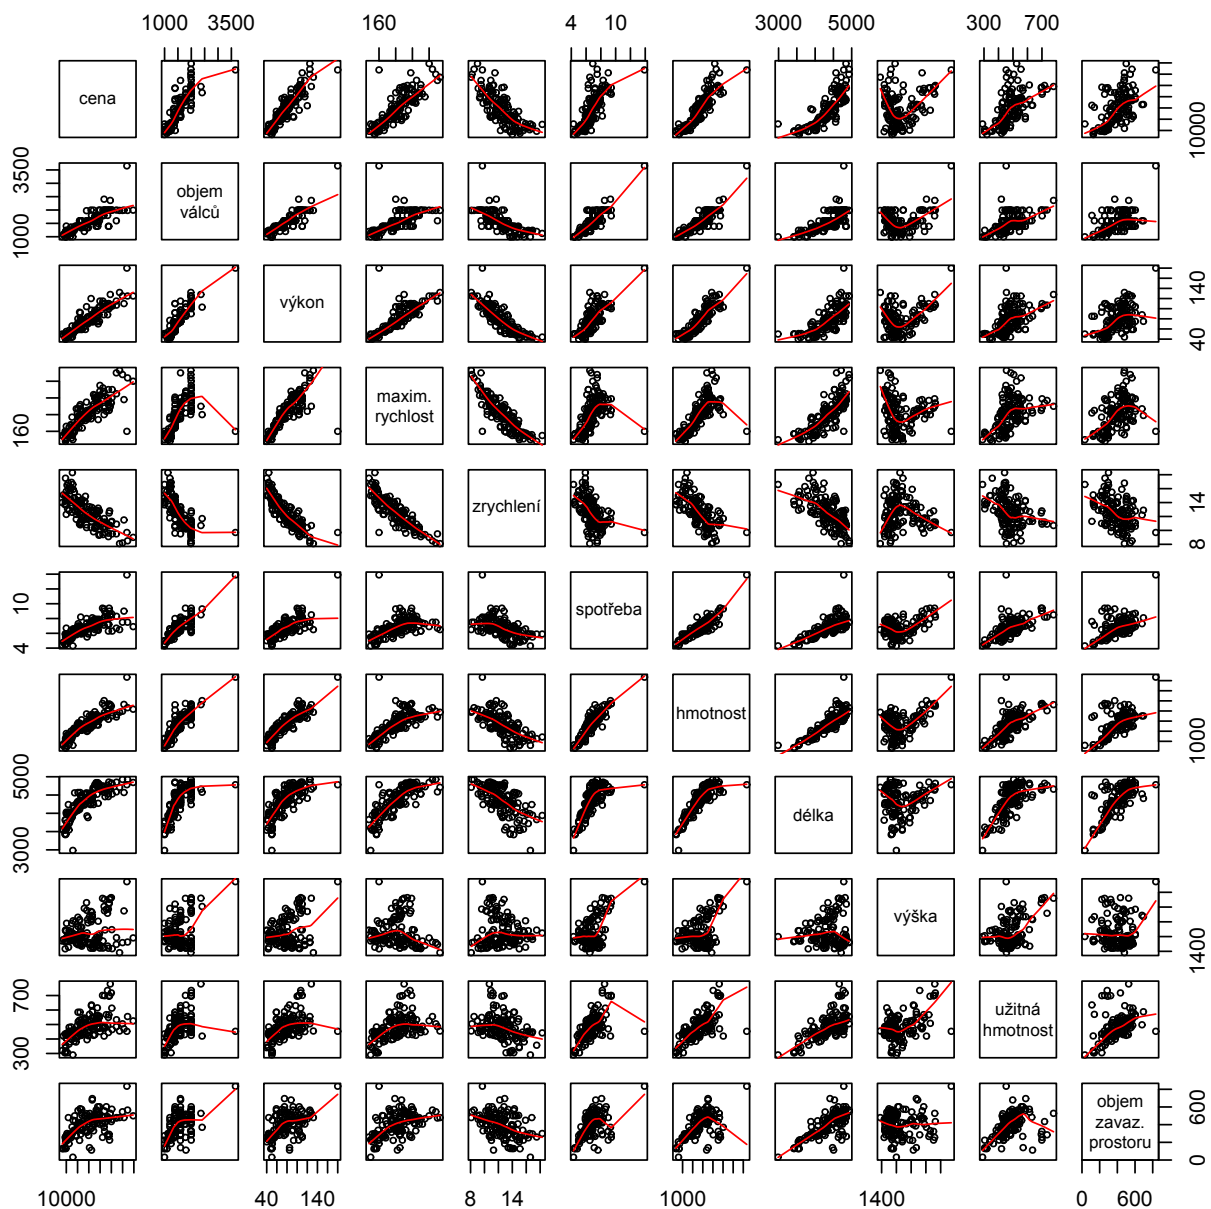 1000 3500 160 4 10 3000 5000 300 700
cena
10000
3500
1000
objem
válců
výkon
140
40
160
maxim.
rychlost
zrychlení
14
8
10
4
spotřeba
hmotnost
1000
5000
3000
délka
výška
1400
700
300
užitná
hmotnost
objem
zavaz.
prostoru
600
0
10000 40 140 8 14 1000 1400 0 600